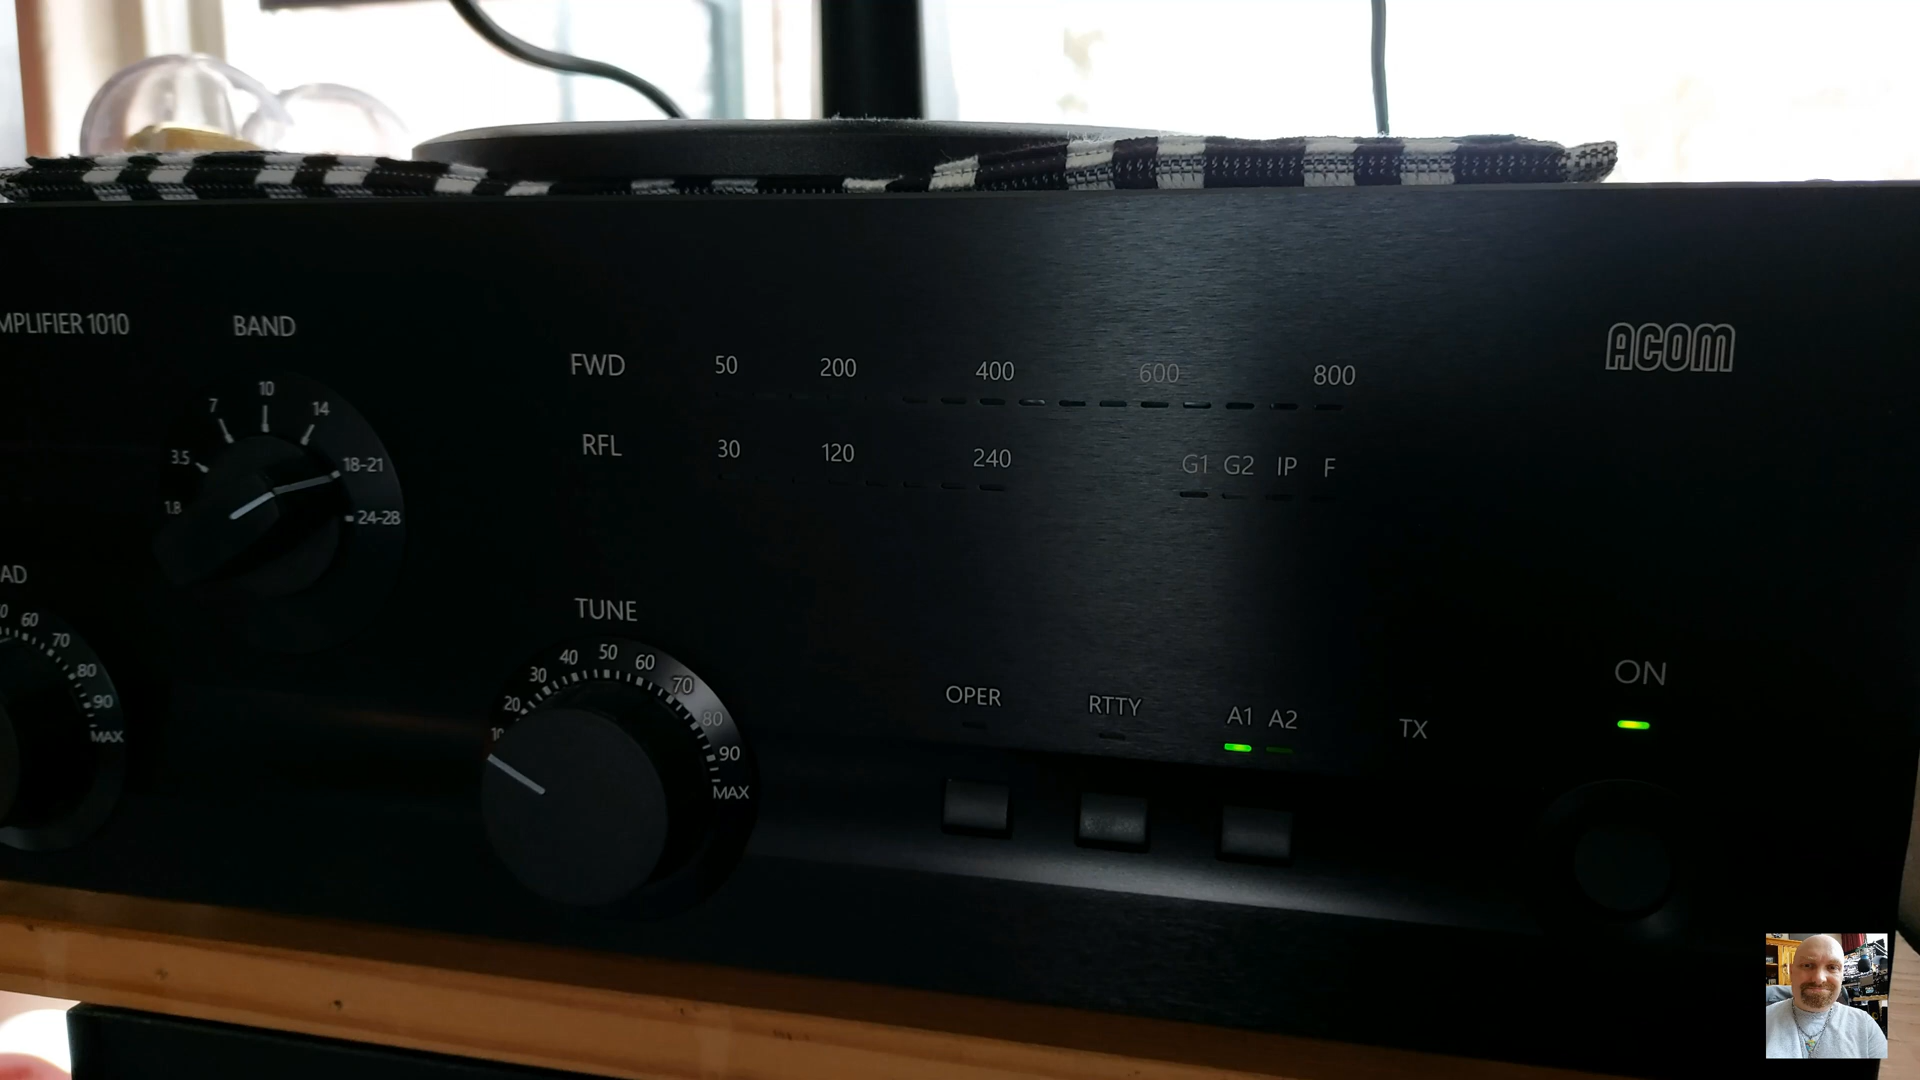 MPLIFIER 1010
BAND
1.8 3.5 7 10 14 18-21 24-28
FWD 50 200 400 600 800
RFL 30 120 240
G1 G2 IP F
ACOM
AD
60 70 80 90 MAX
TUNE
10 20 30 40 50 60 70 80 90 MAX
OPER RTTY A1 A2 TX
ON